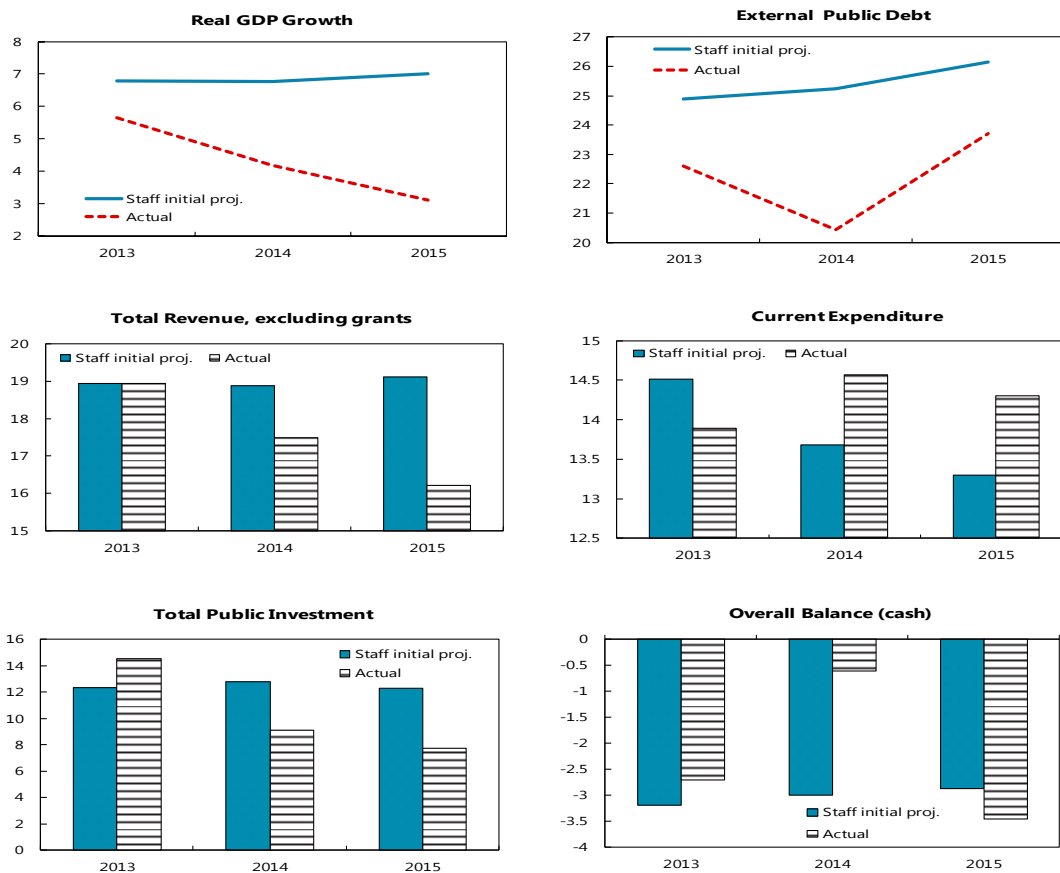 Real GDP Growth
8
7
6
5
4
3
2
Staff initial proj.
Actual
2013 2014 2015
External Public Debt
27
26
25
24
23
22
21
20
Staff initial proj.
Actual
2013 2014 2015
Total Revenue, excluding grants
20
19
18
17
16
15
Staff initial proj. Actual
2013 2014 2015
Current Expenditure
15
14.5
14
13.5
13
12.5
Staff initial proj. Actual
2013 2014 2015
Total Public Investment
16
14
12
10
8
6
4
2
0
Staff initial proj.
Actual
2013 2014 2015
Overall Balance (cash)
0
-0.5
-1
-1.5
-2
-2.5
-3
-3.5
-4
Staff initial proj.
Actual
2013 2014 2015